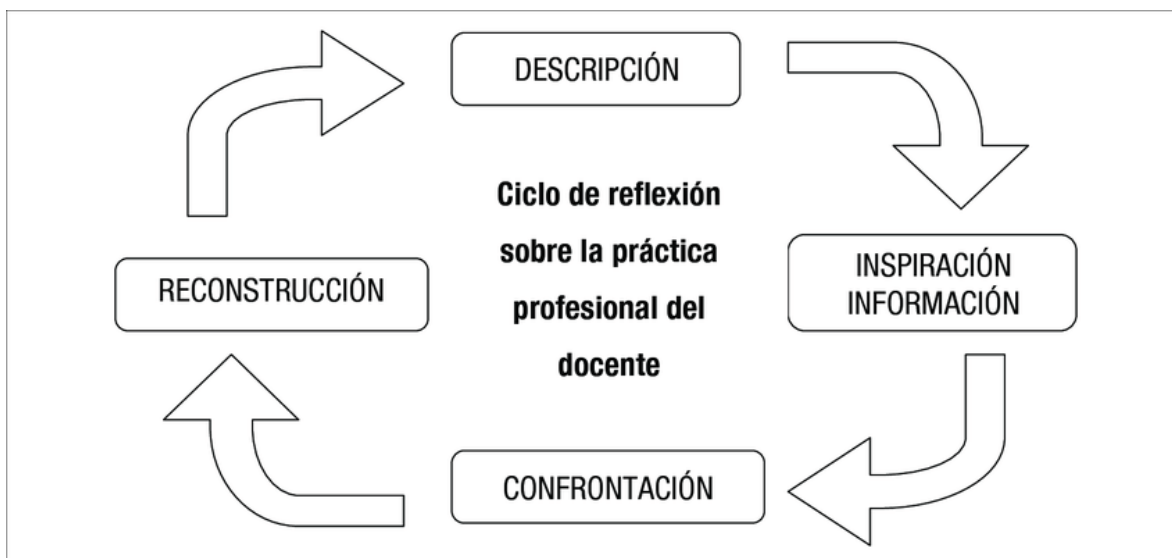 DESCRIPCIÓN
Ciclo de reflexión
sobre la práctica
profesional del
docente
INSPIRACIÓN
INFORMACIÓN
RECONSTRUCCIÓN
CONFRONTACIÓN